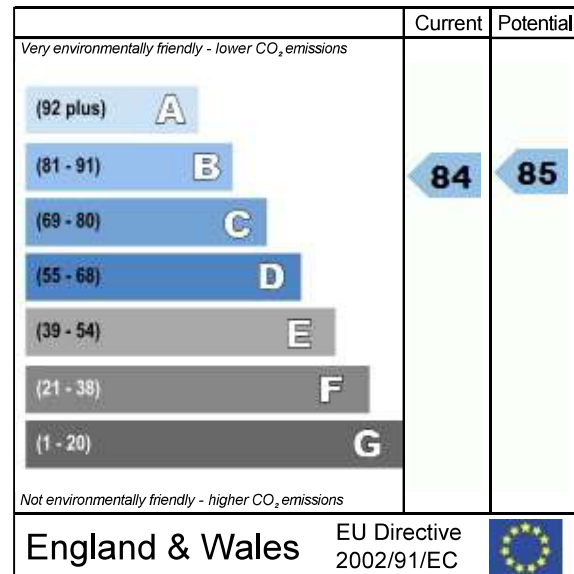 Current Potential
Very environmentally friendly - lower CO₂ emissions
(92 plus) A
(81 - 91) B
84 85
(69 - 80) C
(55 - 68) D
(39 - 54) E
(21 - 38) F
(1 - 20) G
Not environmentally friendly - higher CO₂ emissions
England & Wales
EU Directive
2002/91/EC